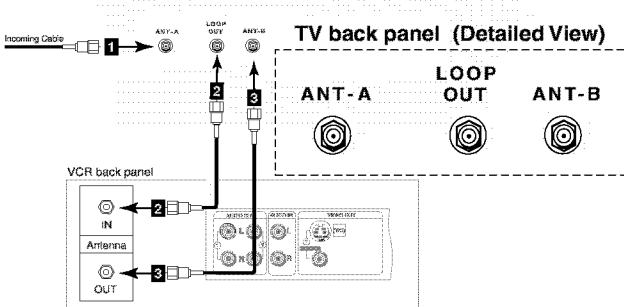 TV back panel (Detailed View)
Incoming Cable
1
ANT-A
LOOP
OUT
ANT-B
LOOP
OUT
ANT-A
ANT-B
2
3
VCR back panel
2
IN
Antenna
3
OUT
L
R
L
R